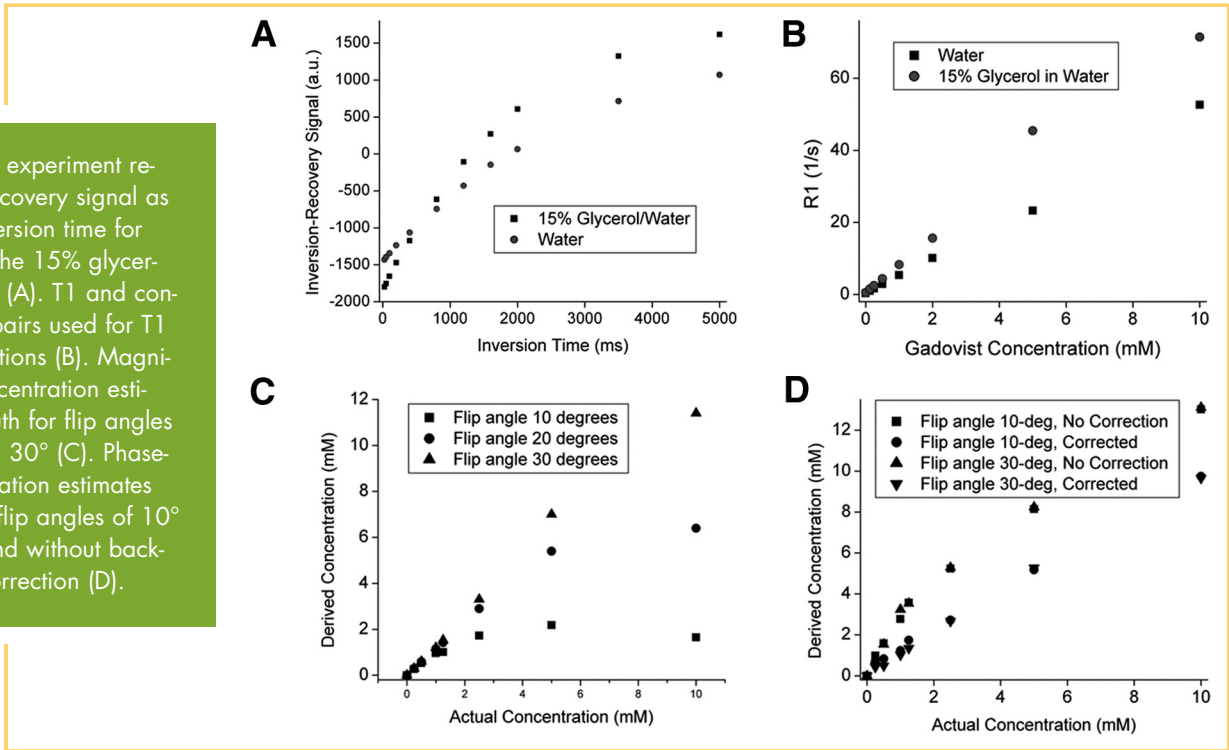 experiment re-
covery signal as
ersion time for
he 15% glycer-
(A). T1 and con-
pairs used for T1
tions (B). Magni-
centration esti-
uth for flip angles
30° (C). Phase-
ation estimates
flip angles of 10°
nd without back-
rrection (D).
A
Inversion-Recovery Signal (a.u.)
1500
1000
500
0
-500
-1000
-1500
-2000
15% Glycerol/Water
Water
0 1000 2000 3000 4000 5000
Inversion Time (ms)
B
R1 (1/s)
60
40
20
0
Water
15% Glycerol in Water
0 2 4 6 8 10
Gadovist Concentration (mM)
C
Derived Concentration (mM)
12
10
8
6
4
2
0
Flip angle 10 degrees
Flip angle 20 degrees
Flip angle 30 degrees
0 2 4 6 8 10
Actual Concentration (mM)
D
Derived Concentration (mM)
12
10
8
6
4
2
0
Flip angle 10-deg, No Correction
Flip angle 10-deg, Corrected
Flip angle 30-deg, No Correction
Flip angle 30-deg, Corrected
0 2 4 6 8 10
Actual Concentration (mM)